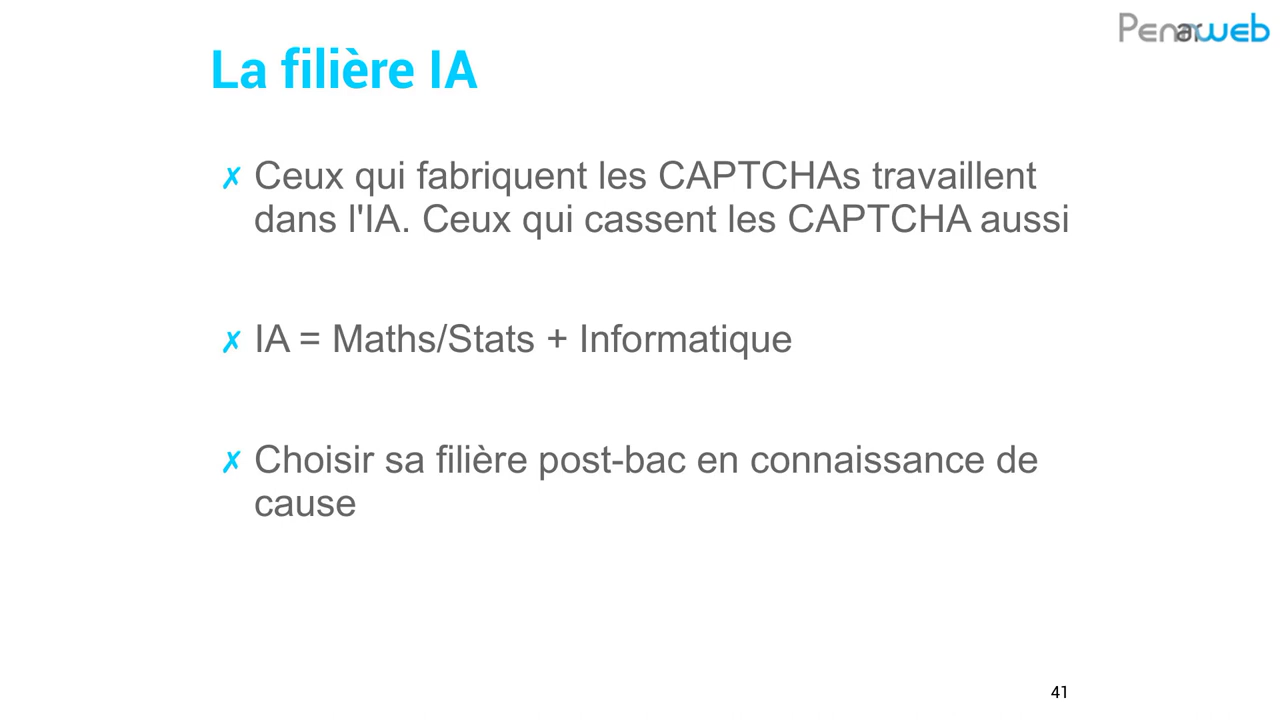 Penarweb
La filière IA
✗ Ceux qui fabriquent les CAPTCHAs travaillent
dans l'IA. Ceux qui cassent les CAPTCHA aussi
✗ IA = Maths/Stats + Informatique
✗ Choisir sa filière post-bac en connaissance de
cause
41